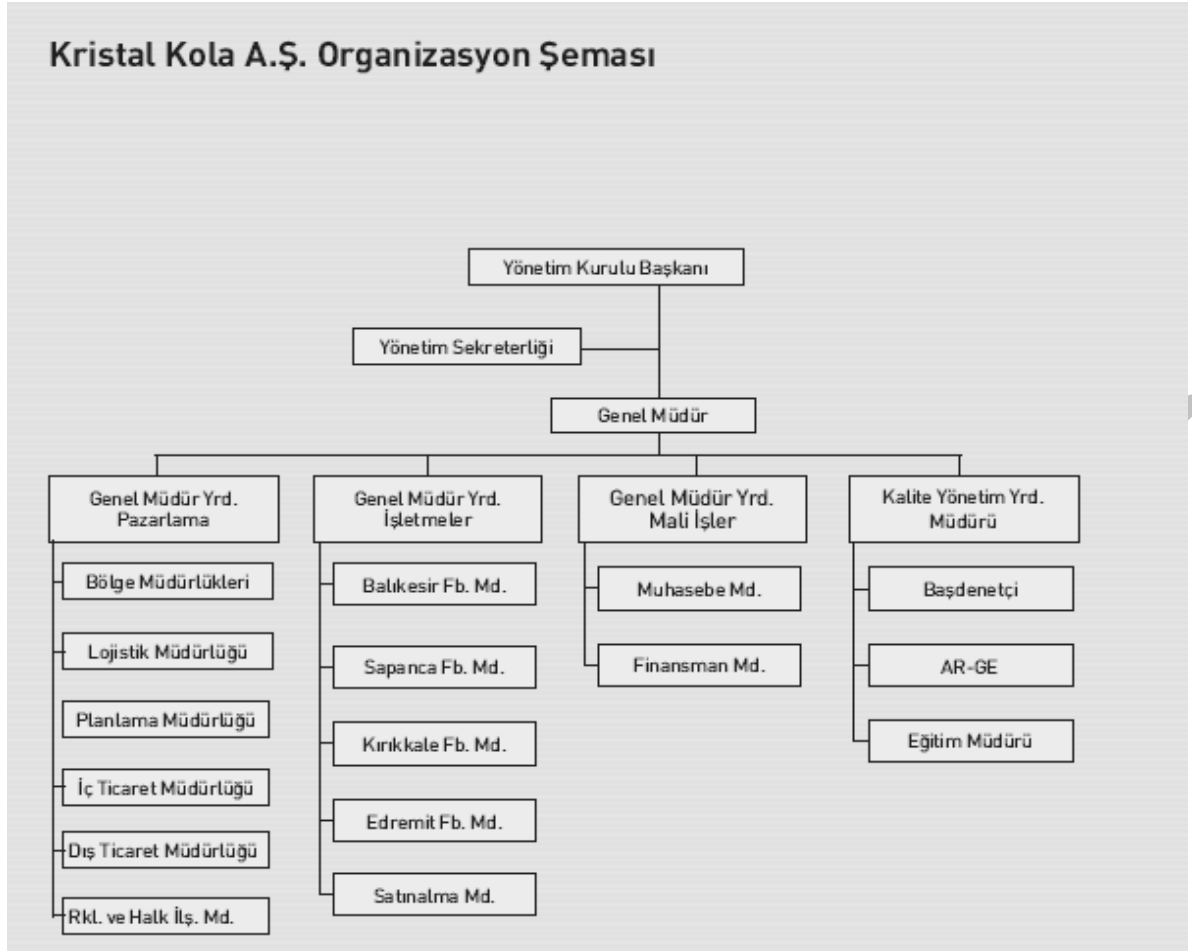 Kristal Kola A.Ş. Organizasyon Şeması
Yönetim Kurulu Başkanı
Yönetim Sekreterliği
Genel Müdür
Genel Müdür Yrd.
Pazarlama
Bölge Müdürlükleri
Lojistik Müdürlüğü
Planlama Müdürlüğü
İç Ticaret Müdürlüğü
Dış Ticaret Müdürlüğü
Rkl. ve Halk İlş. Md.
Genel Müdür Yrd.
İşletmeler
Balıkesir Fb. Md.
Sapanca Fb. Md.
Kırıkkale Fb. Md.
Edremit Fb. Md.
Satınalma Md.
Genel Müdür Yrd.
Mali İşler
Muhasebe Md.
Finansman Md.
Kalite Yönetim Yrd.
Müdürü
Başdenetçi
AR-GE
Eğitim Müdürü